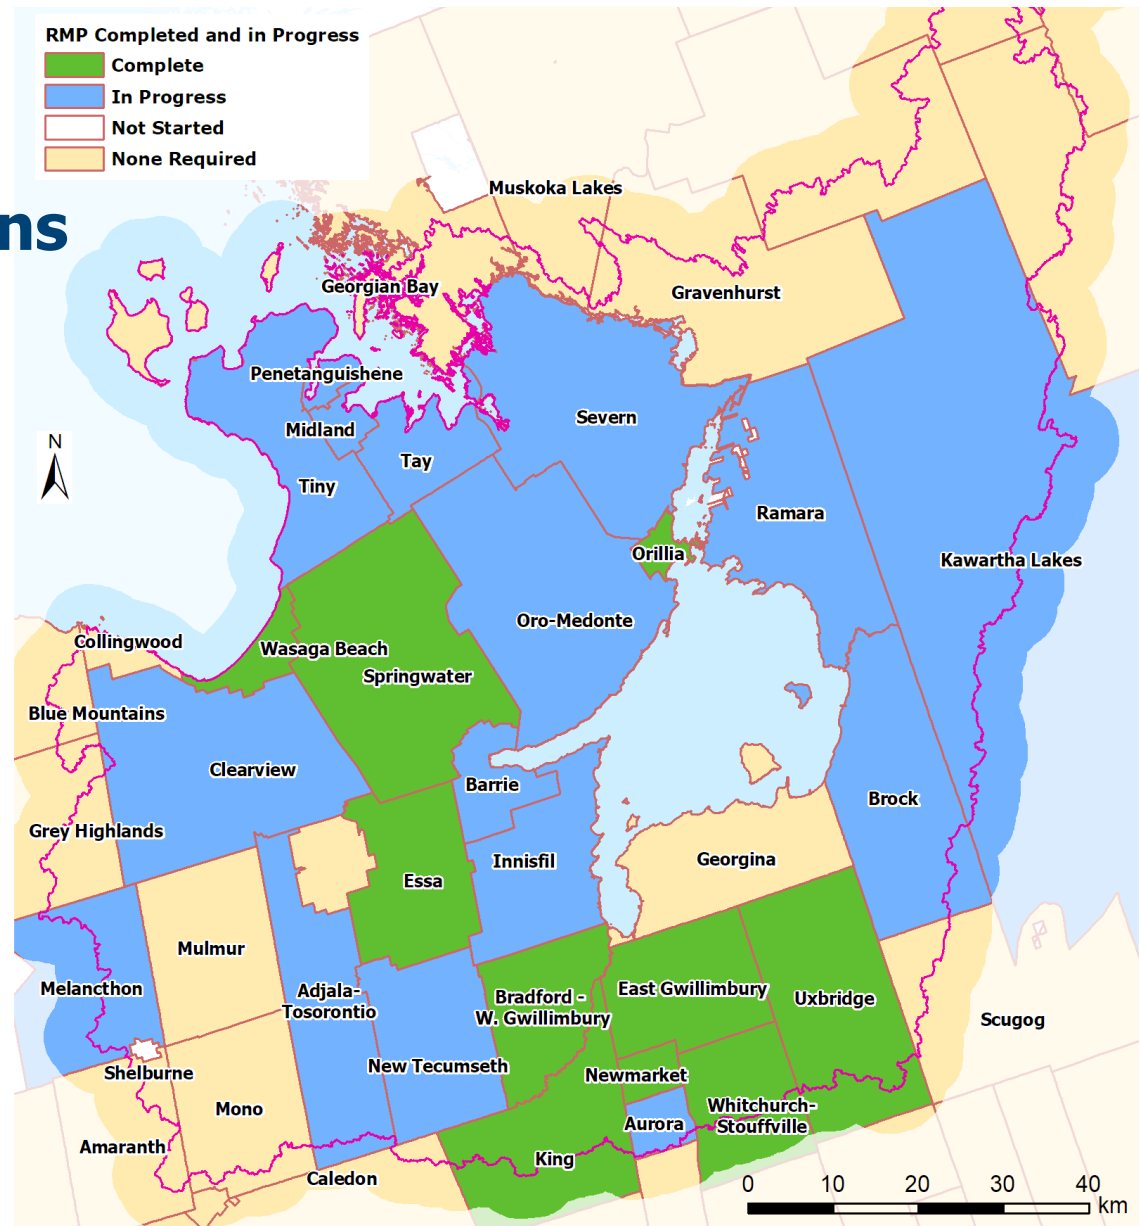 RMP Completed and in Progress
Complete
In Progress
Not Started
None Required
ns
Muskoka Lakes
Georgian Bay
Gravenhurst
Penetanguishene
Severn
Midland
N
Tay
Tiny
Ramara
Orillia
Kawartha Lakes
Oro-Medonte
Collingwood
Wasaga Beach
Springwater
Blue Mountains
Clearview
Barrie
Brock
Grey Highlands
Innisfil
Georgina
Essa
Mulmur
Melancthon
Adjala-
Tosorontio
Bradford -
W. Gwillimbury
East Gwillimbury
Uxbridge
Scugog
Shelburne
New Tecumseth
Newmarket
Mono
Aurora
Whitchurch-
Stouffville
Amaranth
King
Caledon
0 10 20 30 40
km